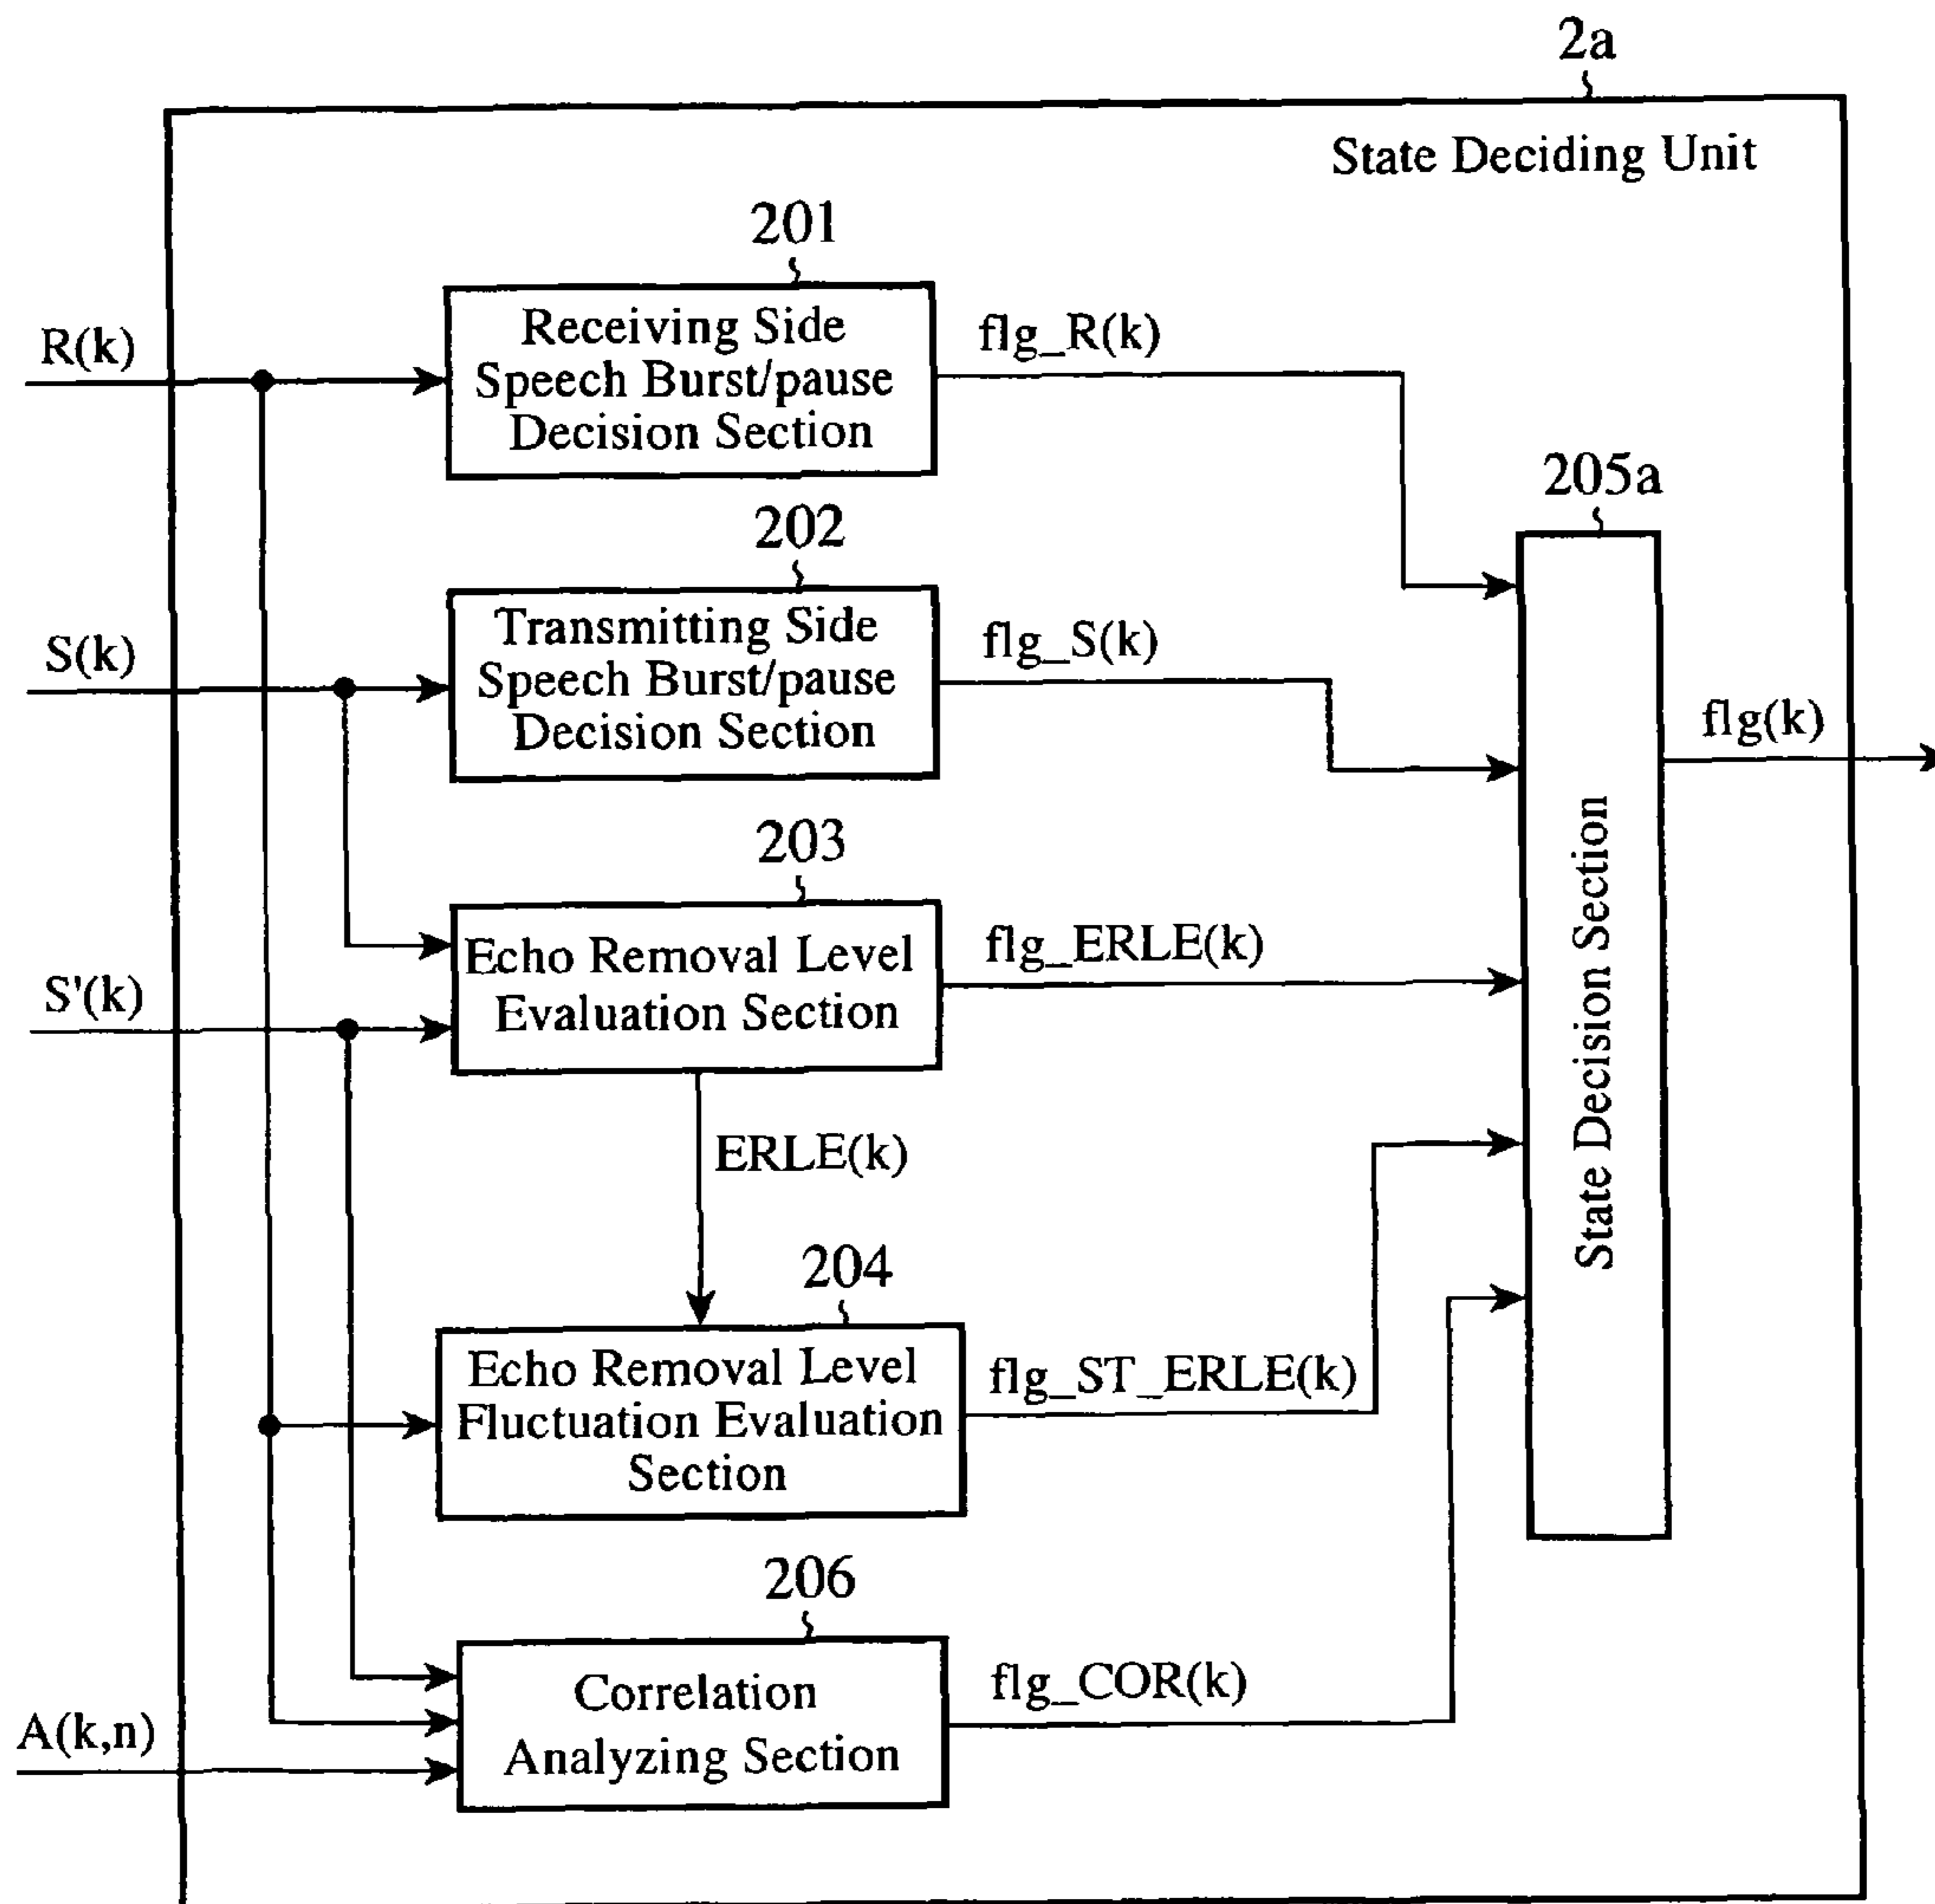 2a
State Deciding Unit
201
R(k)
Receiving Side
Speech Burst/pause
Decision Section
flg_R(k)
205a
202
S(k)
Transmitting Side
Speech Burst/pause
Decision Section
flg_S(k)
flg(k)
State Decision Section
203
S'(k)
Echo Removal Level
Evaluation Section
flg_ERLE(k)
ERLE(k)
204
Echo Removal Level
Fluctuation Evaluation
Section
flg_ST_ERLE(k)
206
A(k,n)
Correlation
Analyzing Section
flg_COR(k)